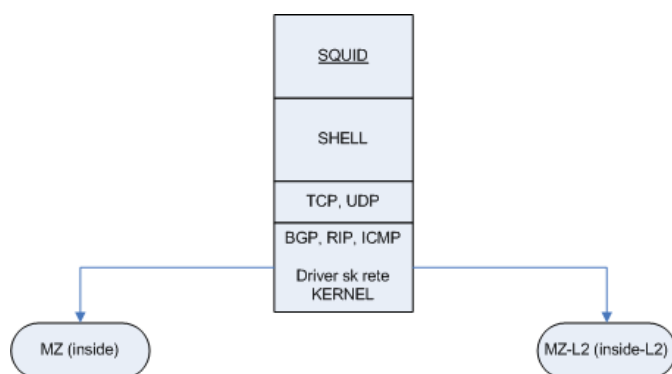 SQUID
SHELL
TCP, UDP
BGP, RIP, ICMP
Driver sk rete
KERNEL
MZ (inside)
MZ-L2 (inside-L2)